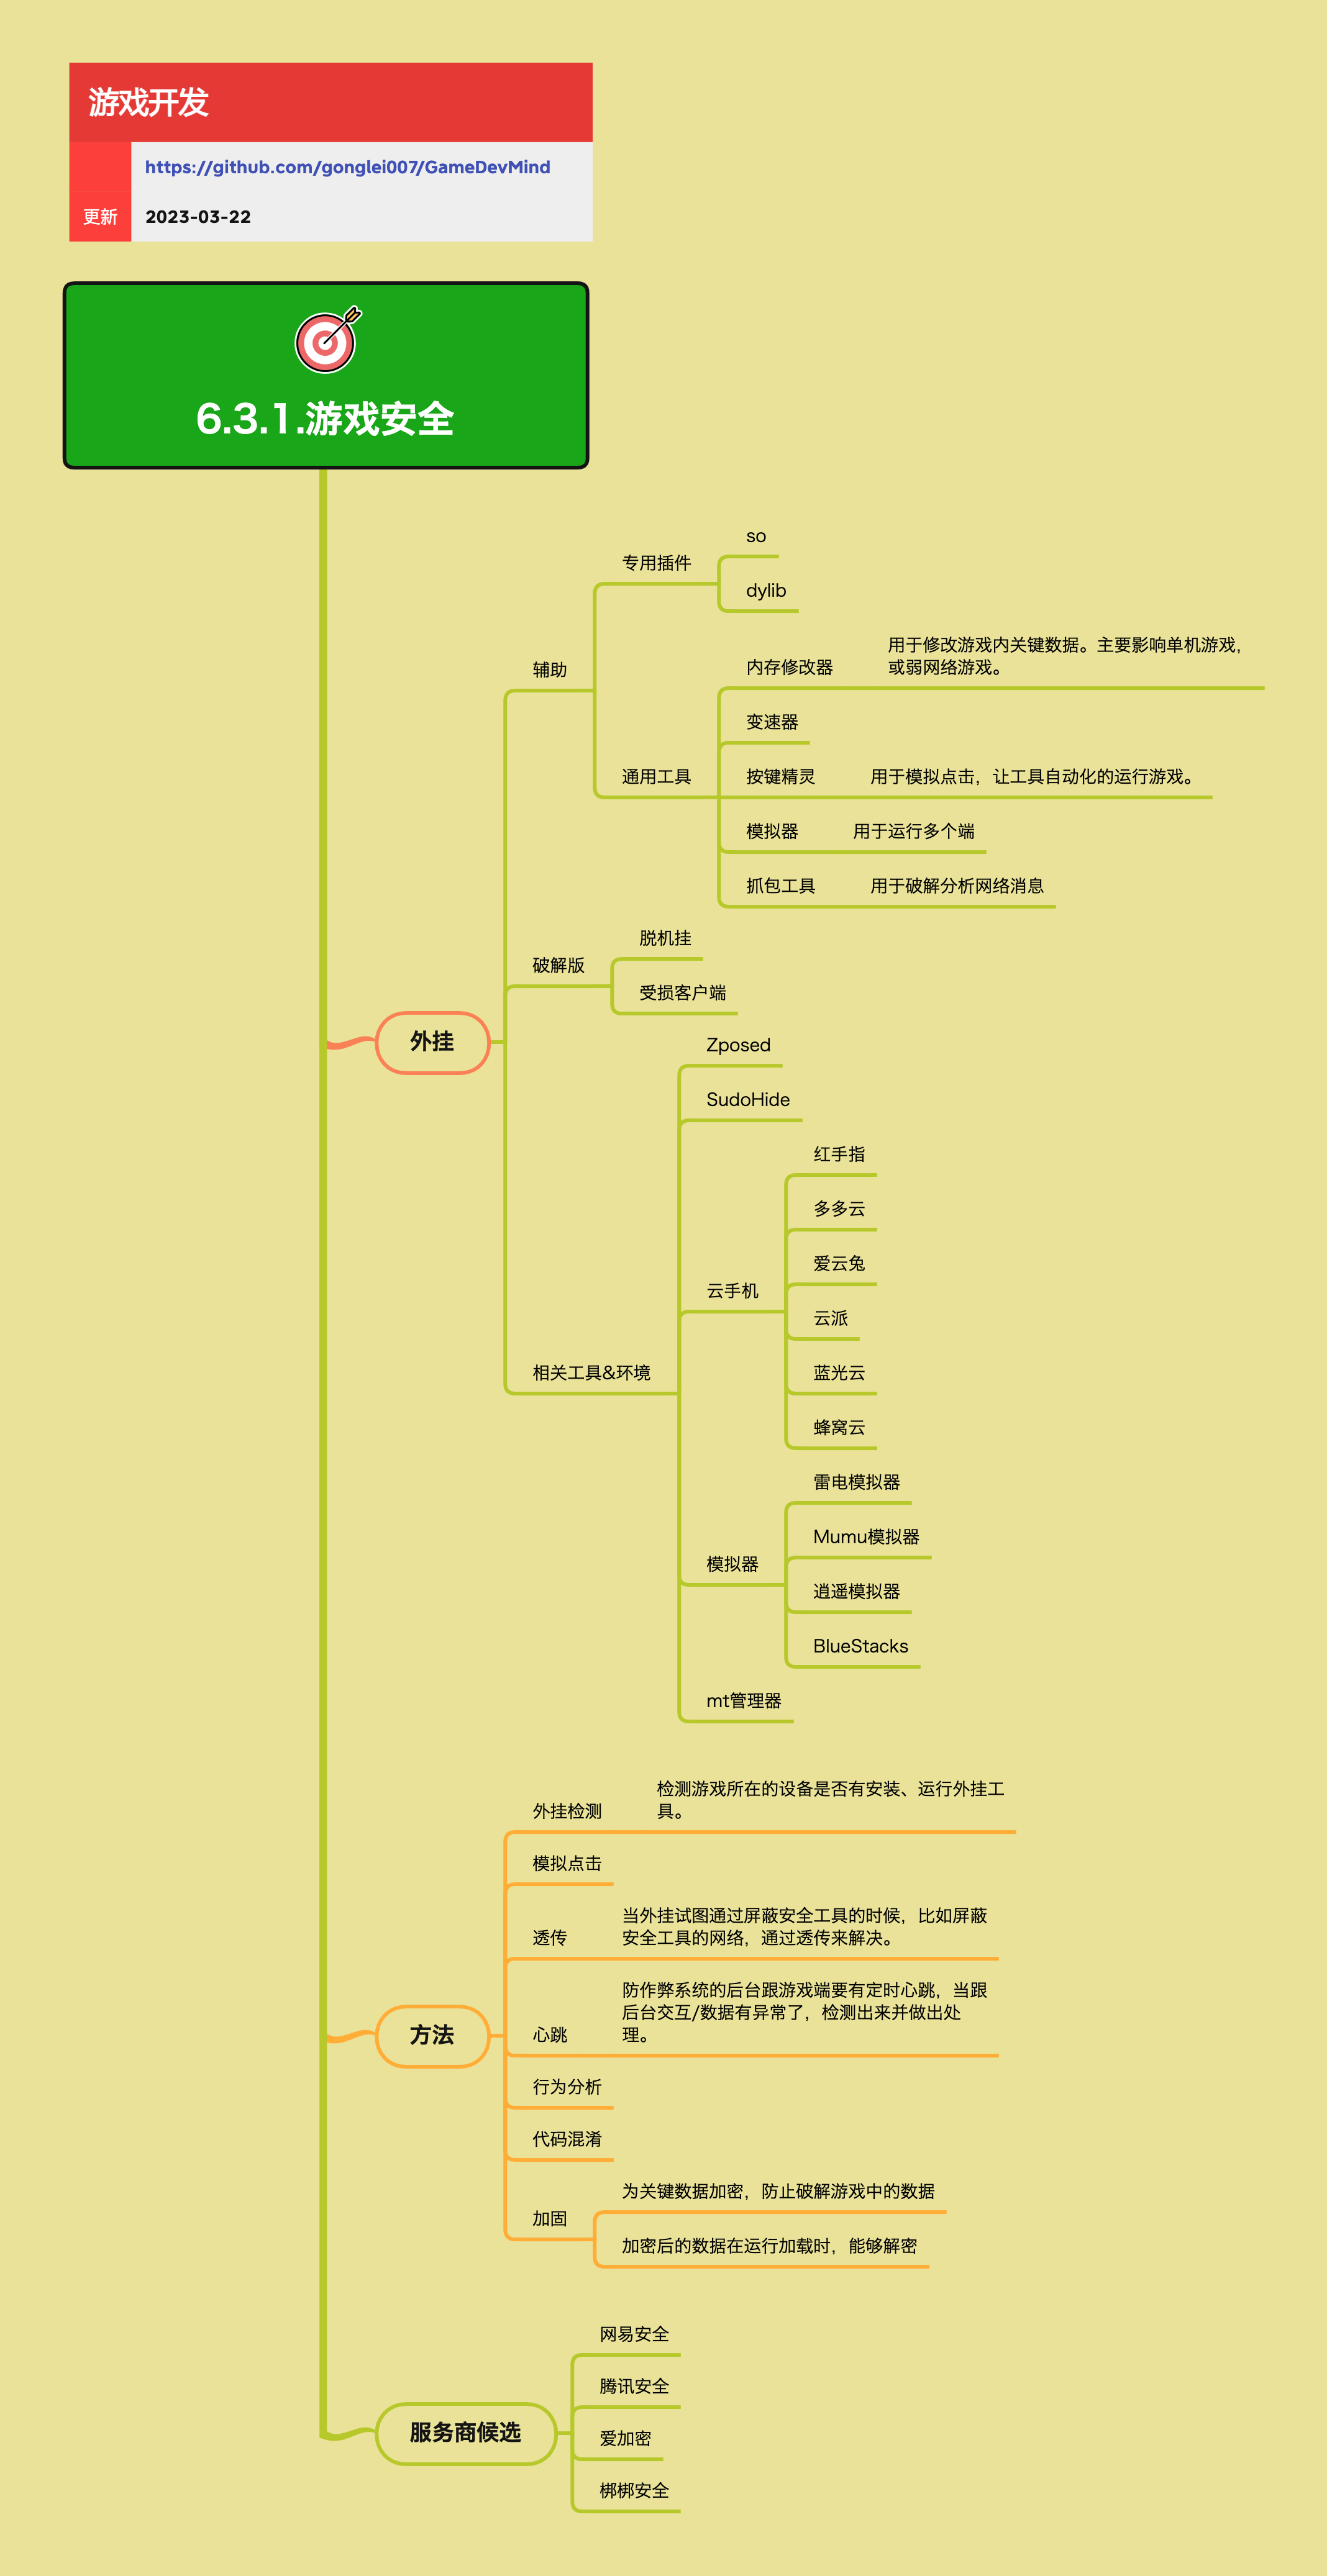 游戏开发
https://github.com/gonglei007/GameDevMind
更新
2023-03-22
6.3.1.游戏安全
外挂
辅助
专用插件
so
dylib
通用工具
内存修改器
用于修改游戏内关键数据。主要影响单机游戏，
或弱网络游戏。
变速器
按键精灵
用于模拟点击，让工具自动化的运行游戏。
模拟器
用于运行多个端
抓包工具
用于破解分析网络消息
破解版
脱机挂
受损客户端
相关工具&环境
Zposed
SudoHide
云手机
红手指
多多云
爱云兔
云派
蓝光云
蜂窝云
模拟器
雷电模拟器
Mumu模拟器
逍遥模拟器
BlueStacks
mt管理器
方法
外挂检测
检测游戏所在的设备是否有安装、运行外挂工
具。
模拟点击
透传
当外挂试图通过屏蔽安全工具的时候，比如屏蔽
安全工具的网络，通过透传来解决。
心跳
防作弊系统的后台跟游戏端要有定时心跳，当跟
后台交互/数据有异常了，检测出来并做出处
理。
行为分析
代码混淆
加固
为关键数据加密，防止破解游戏中的数据
加密后的数据在运行加载时，能够解密
服务商候选
网易安全
腾讯安全
爱加密
梆梆安全